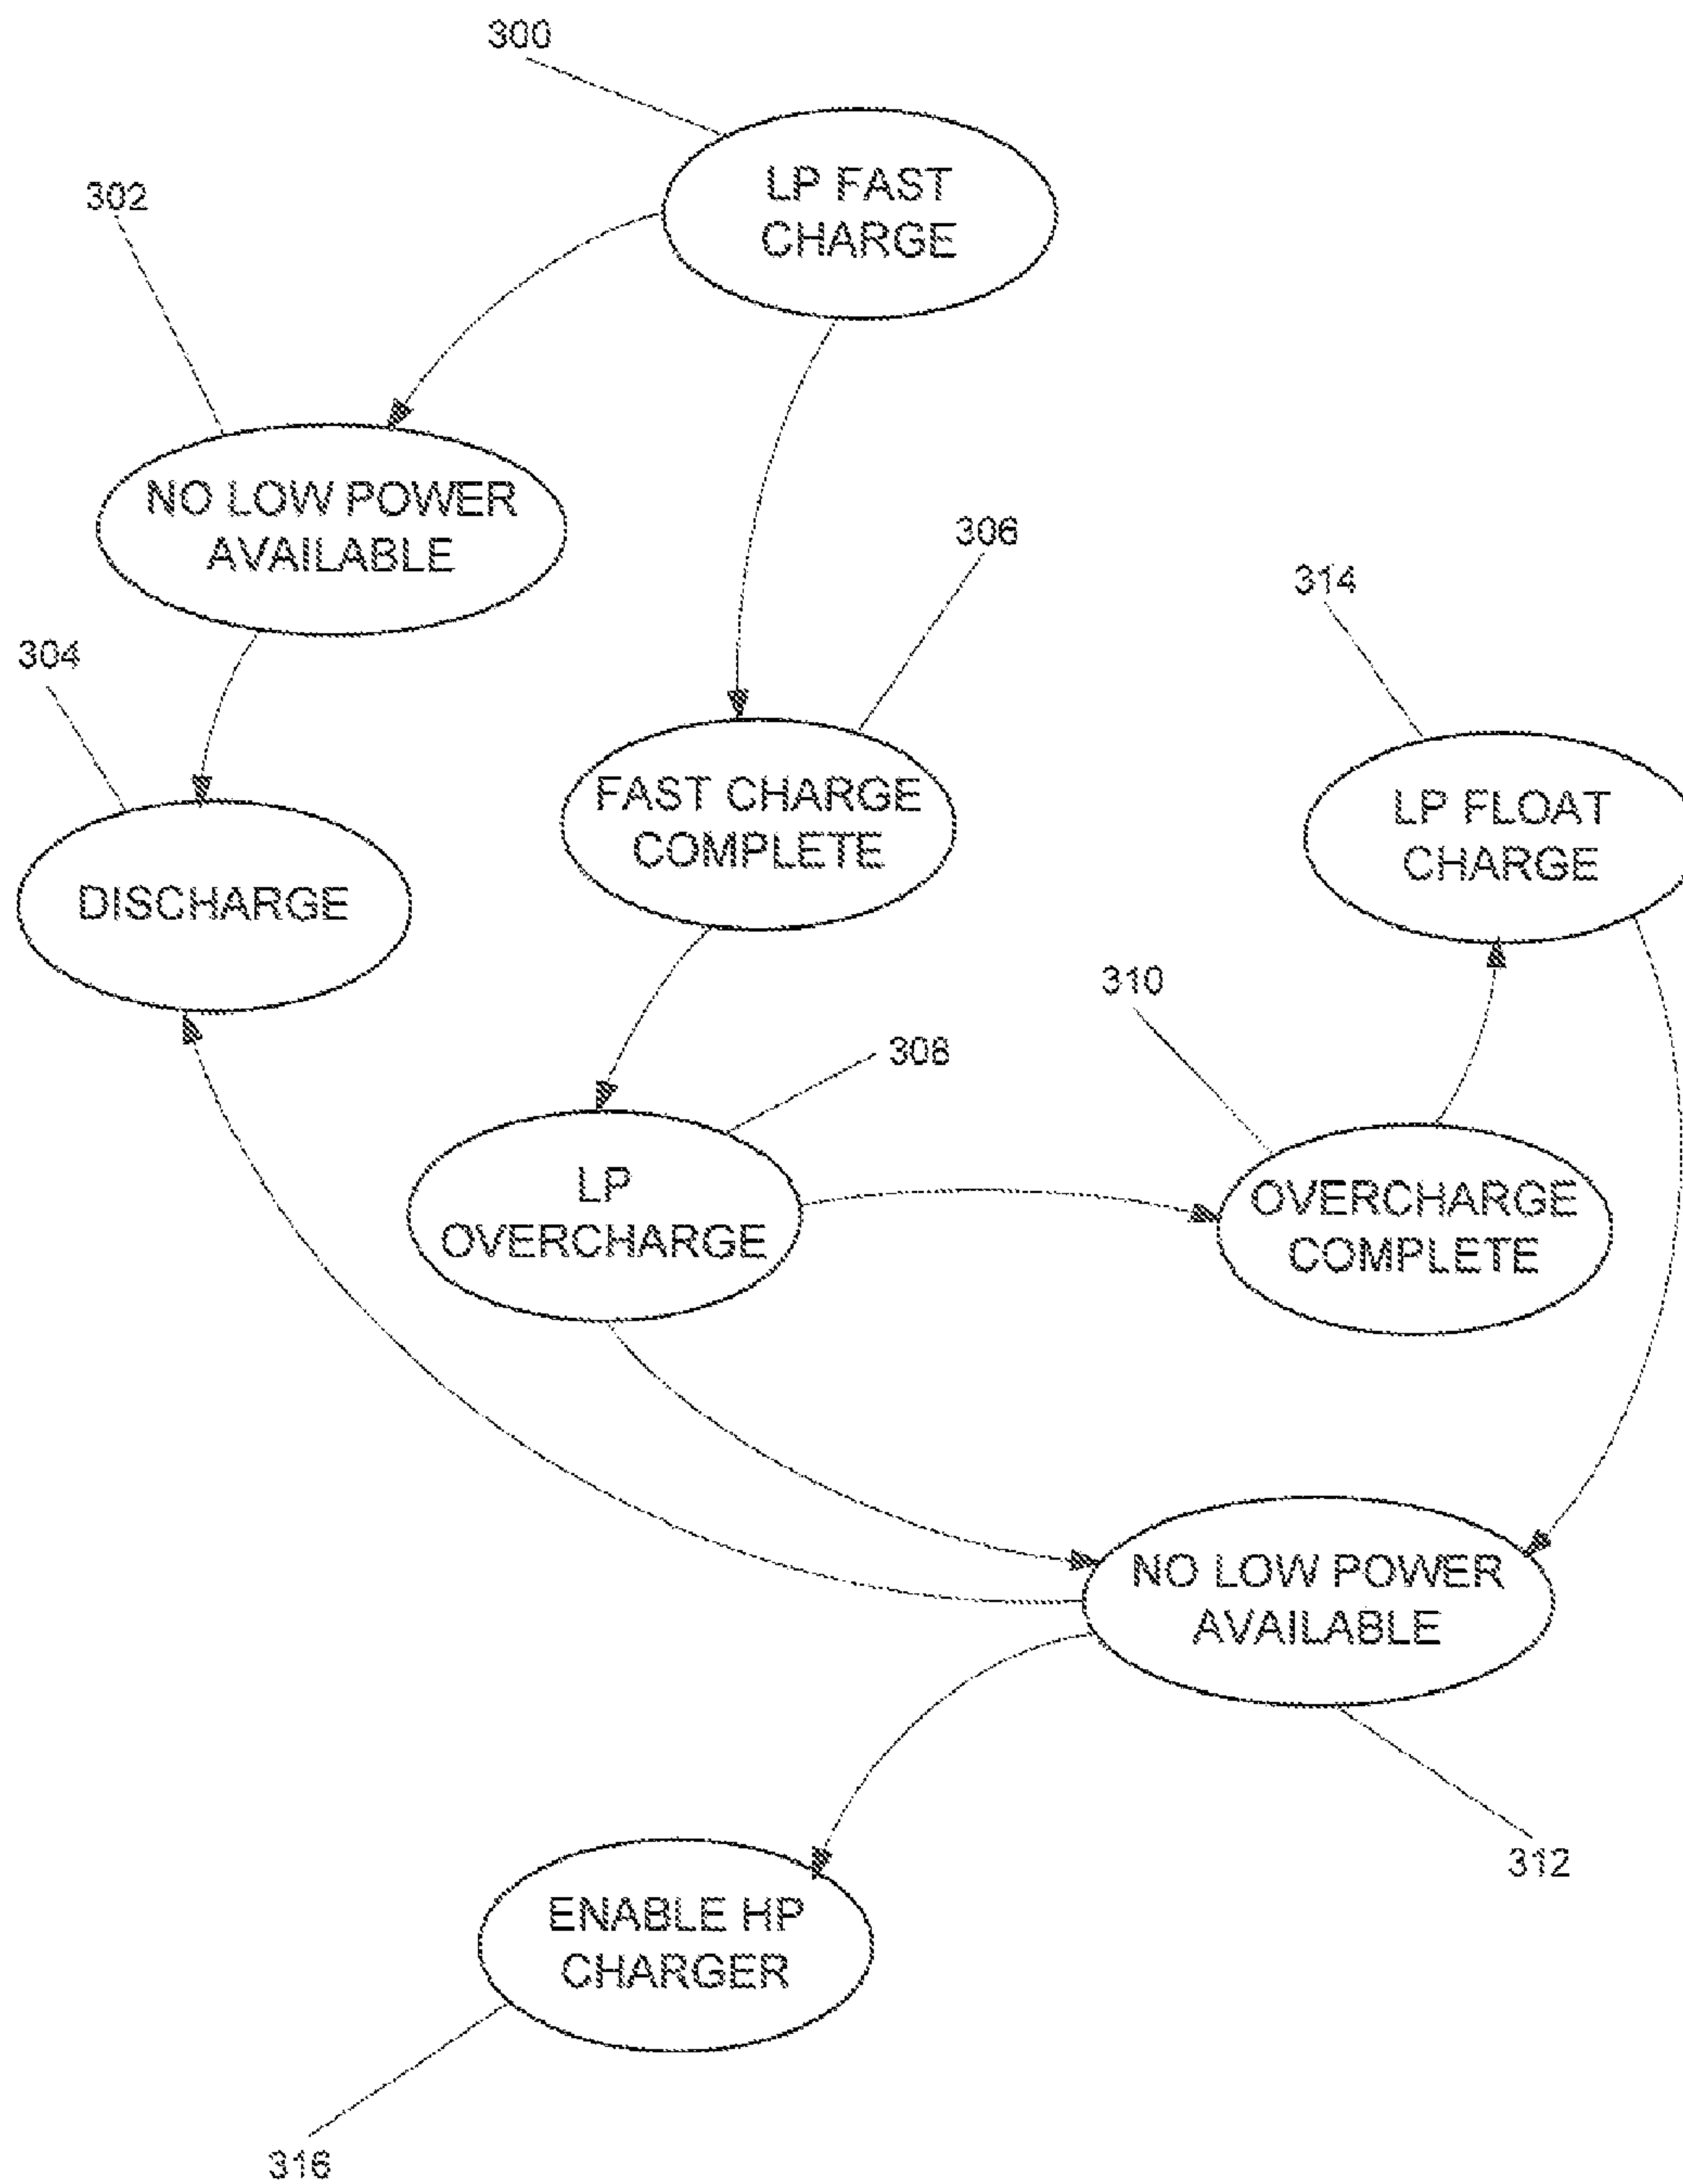 300
LP FAST
CHARGE
302
NO LOW POWER
AVAILABLE
304
DISCHARGE
306
FAST CHARGE
COMPLETE
314
LP FLOAT
CHARGE
310
308
LP
OVERCHARGE
OVERCHARGE
COMPLETE
NO LOW POWER
AVAILABLE
312
ENABLE HP
CHARGER
316